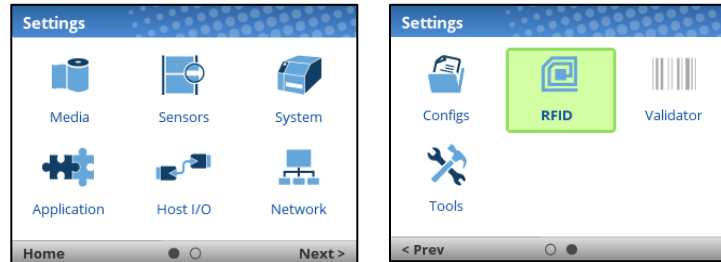 Settings
Media Sensors System
Application Host I/O Network
Home Next >
Settings
Configs RFID Validator
Tools
< Prev